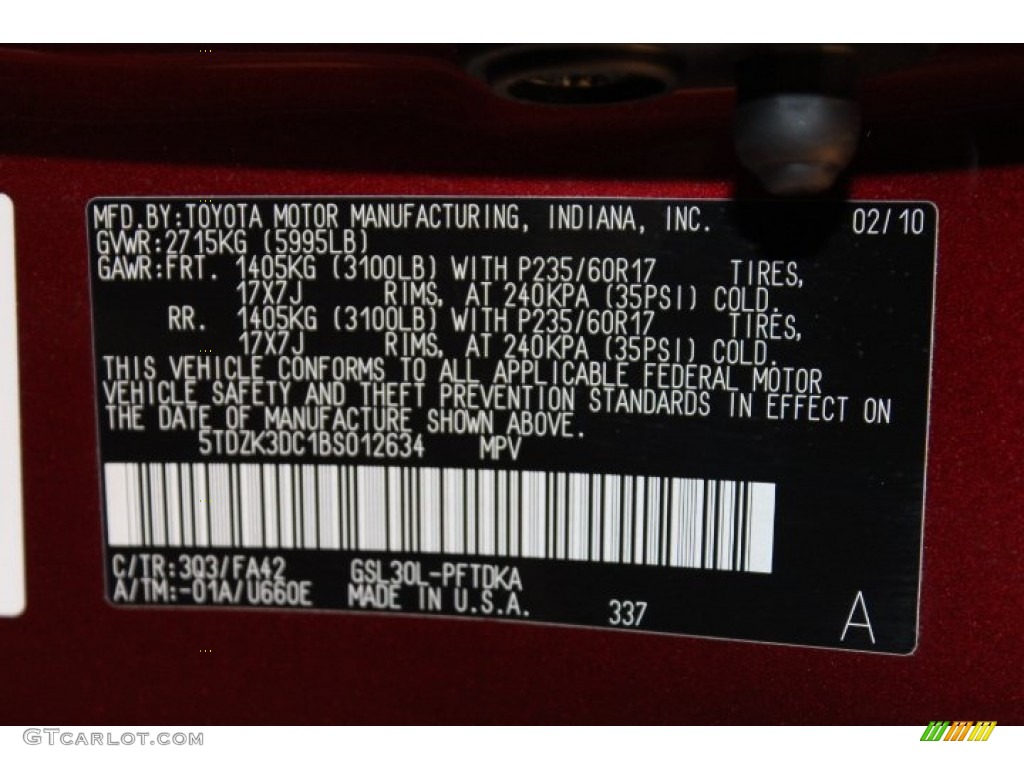 MFD.BY:TOYOTA MOTOR MANUFACTURING, INDIANA, INC. 02/10
GVWR:2715KG (5995LB)
GAWR:FRT. 1405KG (3100LB) WITH P235/60R17 TIRES,
17X7J RIMS, AT 240KPA (35PSI) COLD.
RR. 1405KG (3100LB) WITH P235/60R17 TIRES,
17X7J RIMS, AT 240KPA (35PSI) COLD.
THIS VEHICLE CONFORMS TO ALL APPLICABLE FEDERAL MOTOR
VEHICLE SAFETY AND THEFT PREVENTION STANDARDS IN EFFECT ON
THE DATE OF MANUFACTURE SHOWN ABOVE.
5TDZK3DC1BS012634 MPV
C/TR:3Q3/FA42 GSL30L-PFTDKA
A/TM:-01A/U660E MADE IN U.S.A. 337 A
GTCarLot.com